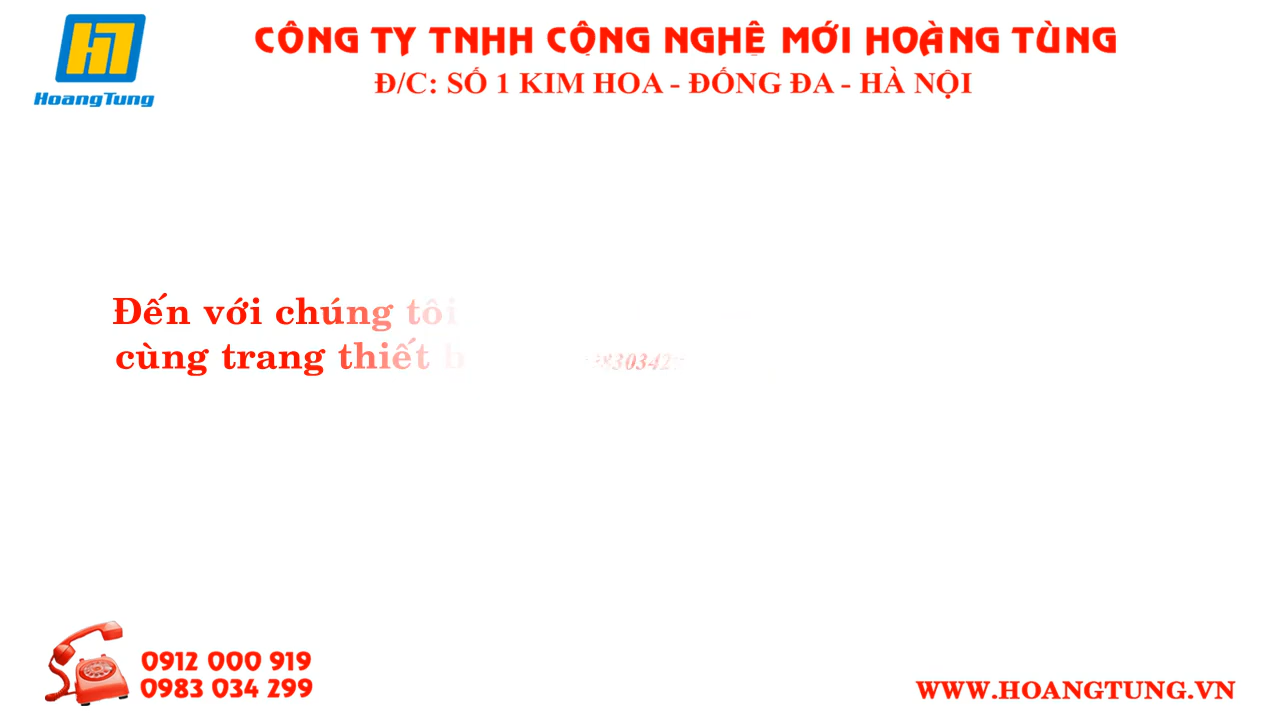 HoangTung
CÔNG TY TNHH CỘNG NGHỆ MỚI HOÀNG TÙNG
Đ/C: SỐ 1 KIM HOA - ĐỐNG ĐA - HÀ NỘI
Đến với chúng tôi
cùng trang thiết b
0912 000 919
0983 034 299
WWW.HOANGTUNG.VN